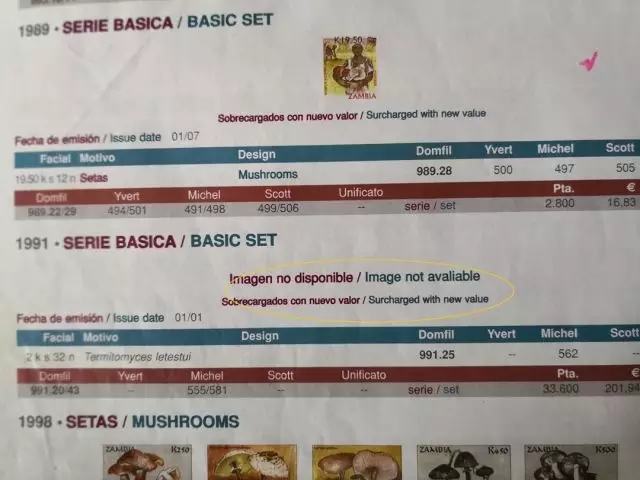 1989 • SERIE BASICA / BASIC SET
K19.50
ZAMBIA
Sobrecargados con nuevo valor / Surcharged with new value
Fecha de emisión / Issue date 01/07
Facial Motivo Design Domfil Yvert Michel Scott
19.50 k s 12 n Setas Mushrooms 989.28 500 497 505
Domfil Yvert Michel Scott Unificato Pta. €
989.22/29 494/501 491/498 499/506 -- serie / set 2.800 16,83
1991 • SERIE BASICA / BASIC SET
Imagen no disponible / Image not avaliable
Sobrecargados con nuevo valor / Surcharged with new value
Fecha de emisión / Issue date 01/01
Facial Motivo Design Domfil Yvert Michel Scott
2 k s 32 n Termitomyces letestui 991.25 -- 562 --
Domfil Yvert Michel Scott Unificato Pta. €
991.20/43 -- 555/581 -- -- serie / set 33.600 201,94
1998 • SETAS / MUSHROOMS
ZAMBIA K250 ZAMBIA K450 ZAMBIA K500